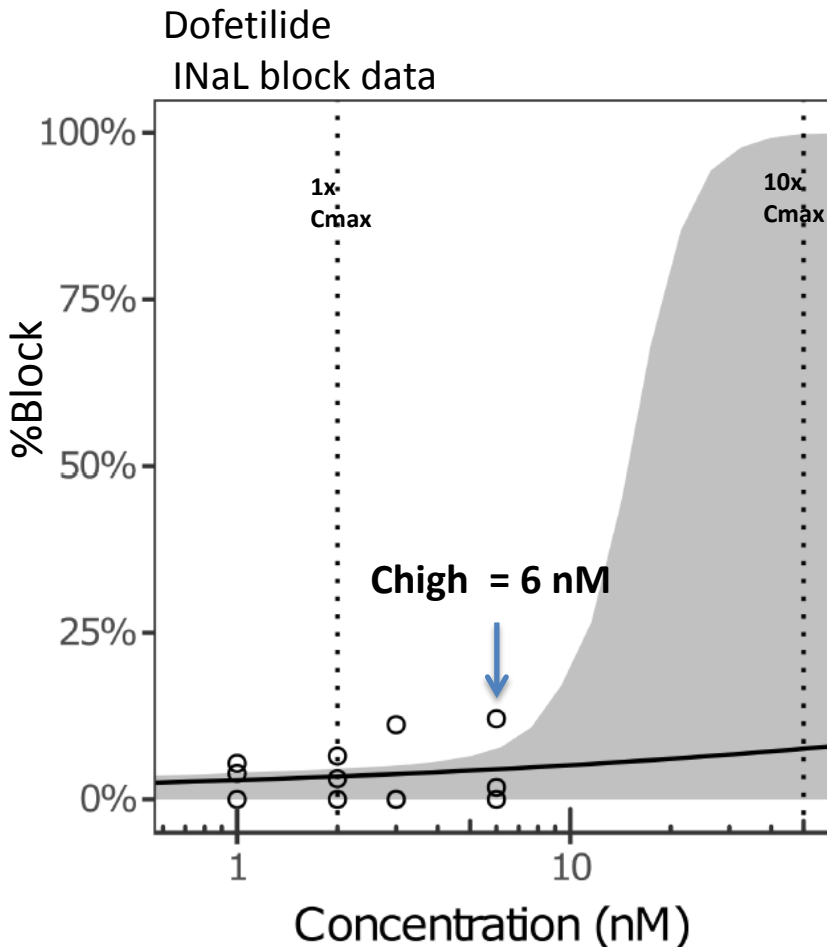 Dofetilide
INaL block data
100%
1x
Cmax
10x
Cmax
75%
%Block
50%
Chigh = 6 nM
25%
0%
1
10
Concentration (nM)